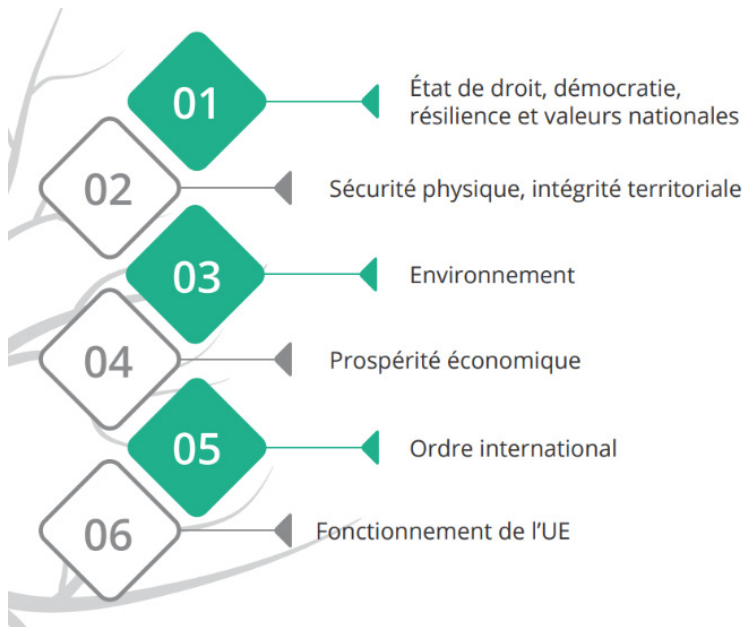 01
État de droit, démocratie,
résilience et valeurs nationales
02
Sécurité physique, intégrité territoriale
03
Environnement
04
Prospérité économique
05
Ordre international
06
Fonctionnement de l'UE